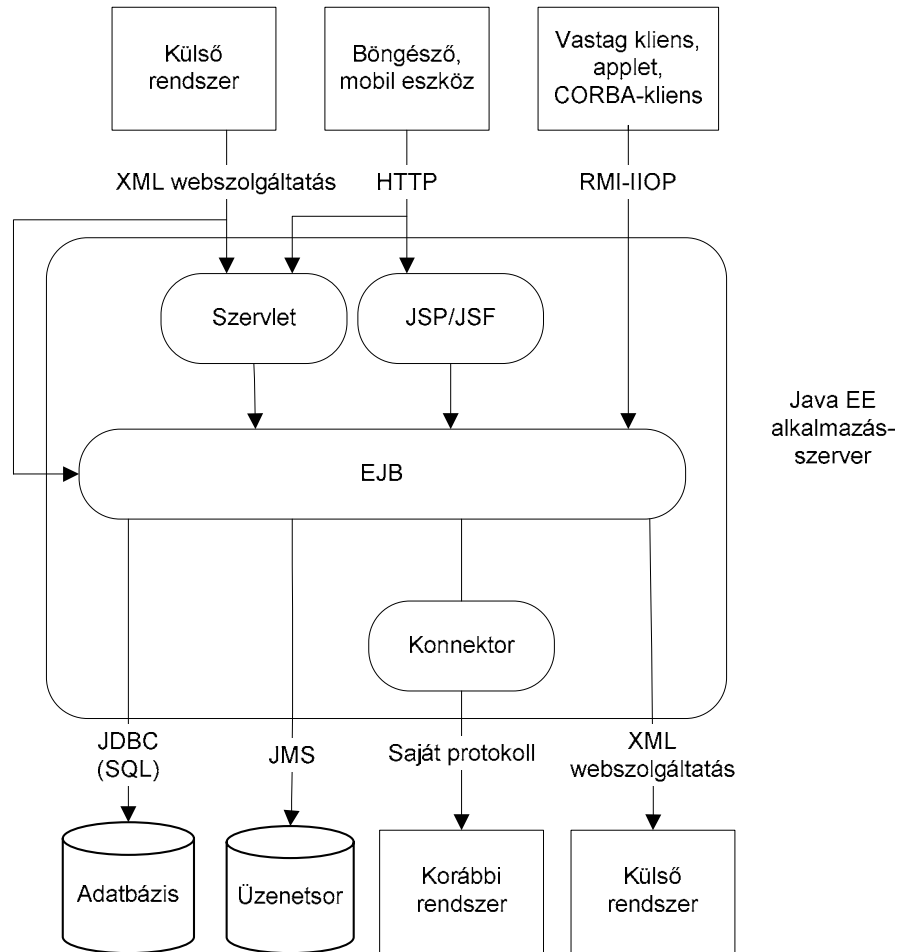 Külső
rendszer
Böngésző,
mobil eszköz
Vastag kliens,
applet,
CORBA-kliens
XML webszolgáltatás
HTTP
RMI-IIOP
Szervlet
JSP/JSF
Java EE
alkalmazás-
szerver
EJB
Konnektor
JDBC
(SQL)
JMS
Saját protokoll
XML
webszolgáltatás
Adatbázis
Üzenetsor
Korábbi
rendszer
Külső
rendszer